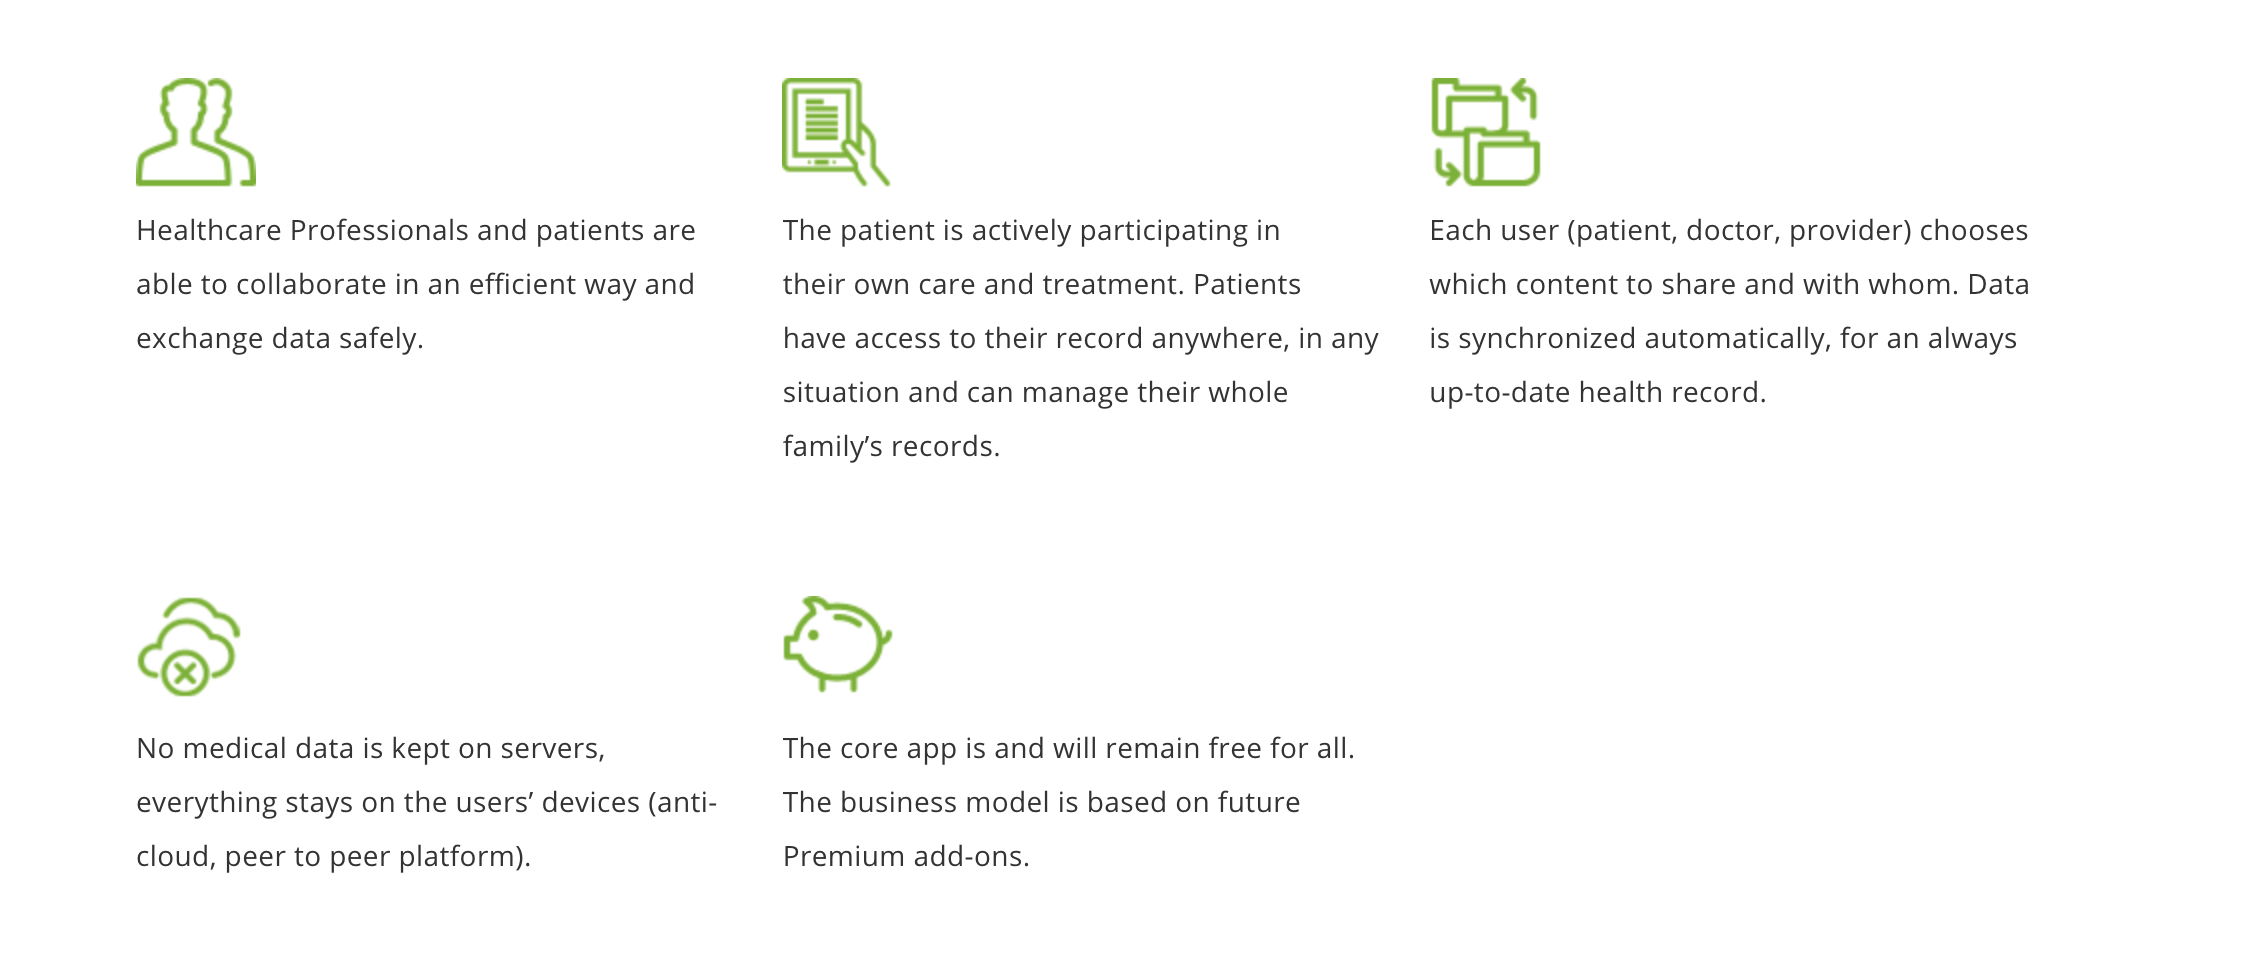 Healthcare Professionals and patients are
able to collaborate in an efficient way and
exchange data safely.
The patient is actively participating in
their own care and treatment. Patients
have access to their record anywhere, in any
situation and can manage their whole
family’s records.
Each user (patient, doctor, provider) chooses
which content to share and with whom. Data
is synchronized automatically, for an always
up-to-date health record.
No medical data is kept on servers,
everything stays on the users’ devices (anti-
cloud, peer to peer platform).
The core app is and will remain free for all.
The business model is based on future
Premium add-ons.